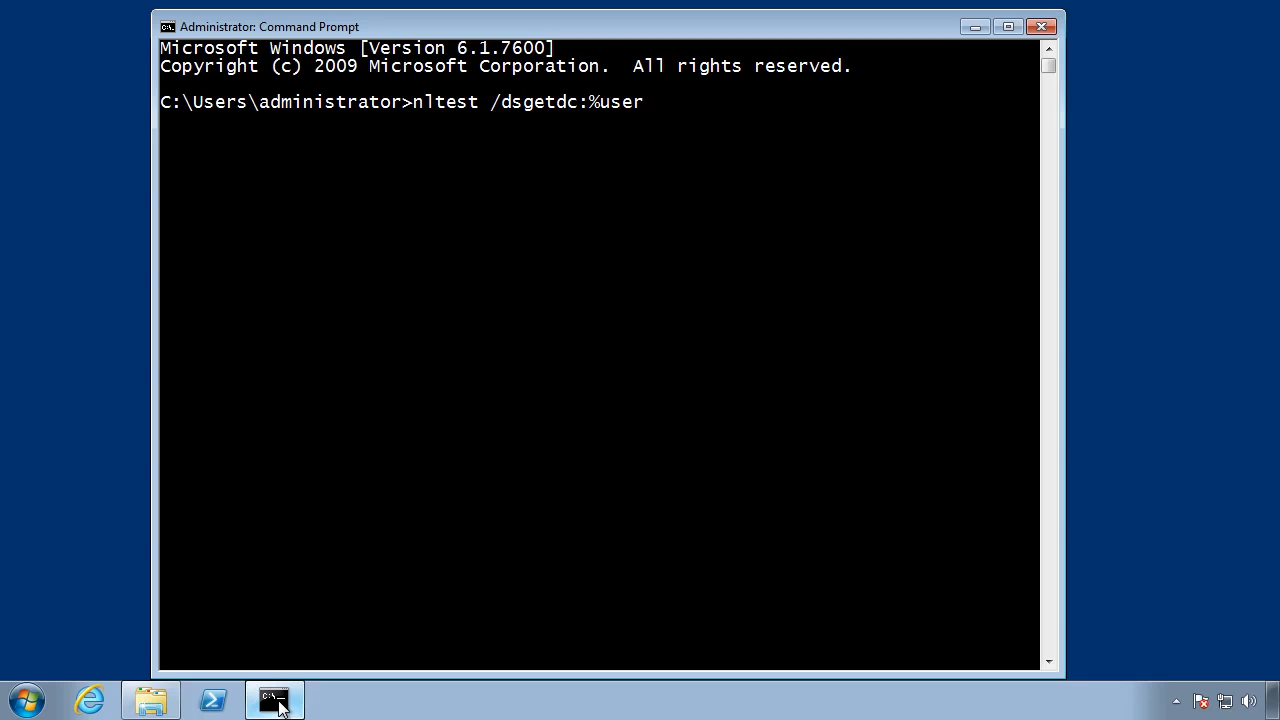 Administrator: Command Prompt
Microsoft Windows [Version 6.1.7600]
Copyright (c) 2009 Microsoft Corporation.  All rights reserved.
C:\Users\administrator>nltest /dsgetdc:%user